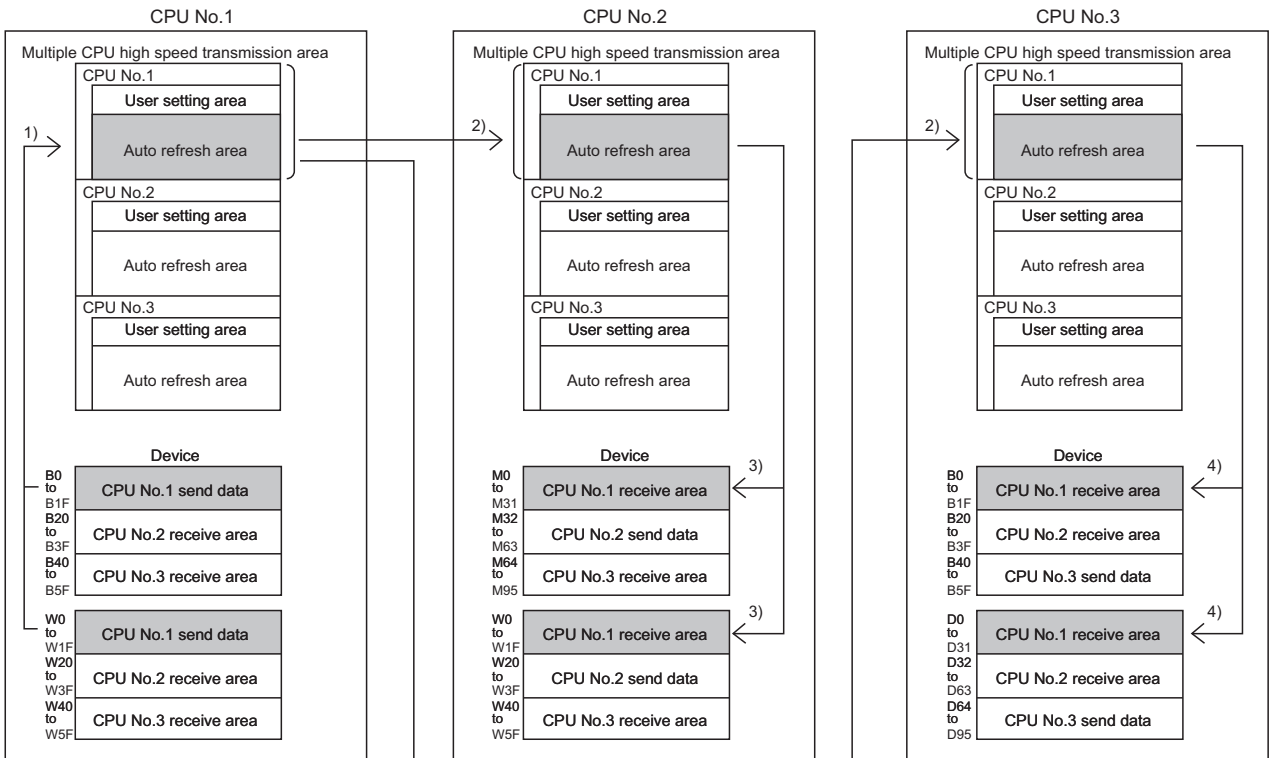 CPU No.1
Multiple CPU high speed transmission area
CPU No.1
User setting area
1)
Auto refresh area
CPU No.2
User setting area
Auto refresh area
CPU No.3
User setting area
Auto refresh area
Device
B0
to
B1F
CPU No.1 send data
B20
to
B3F
CPU No.2 receive area
B40
to
B5F
CPU No.3 receive area
W0
to
W1F
CPU No.1 send data
W20
to
W3F
CPU No.2 receive area
W40
to
W5F
CPU No.3 receive area
CPU No.2
Multiple CPU high speed transmission area
CPU No.1
User setting area
2)
Auto refresh area
CPU No.2
User setting area
Auto refresh area
CPU No.3
User setting area
Auto refresh area
Device
M0
to
M31
CPU No.1 receive area
3)
M32
to
M63
CPU No.2 send data
M64
to
M95
CPU No.3 receive area
W0
to
W1F
CPU No.1 receive area
3)
W20
to
W3F
CPU No.2 send data
W40
to
W5F
CPU No.3 receive area
CPU No.3
Multiple CPU high speed transmission area
CPU No.1
User setting area
2)
Auto refresh area
CPU No.2
User setting area
Auto refresh area
CPU No.3
User setting area
Auto refresh area
Device
B0
to
B1F
CPU No.1 receive area
4)
B20
to
B3F
CPU No.2 receive area
B40
to
B5F
CPU No.3 send data
D0
to
D31
CPU No.1 receive area
4)
D32
to
D63
CPU No.2 receive area
D64
to
D95
CPU No.3 send data